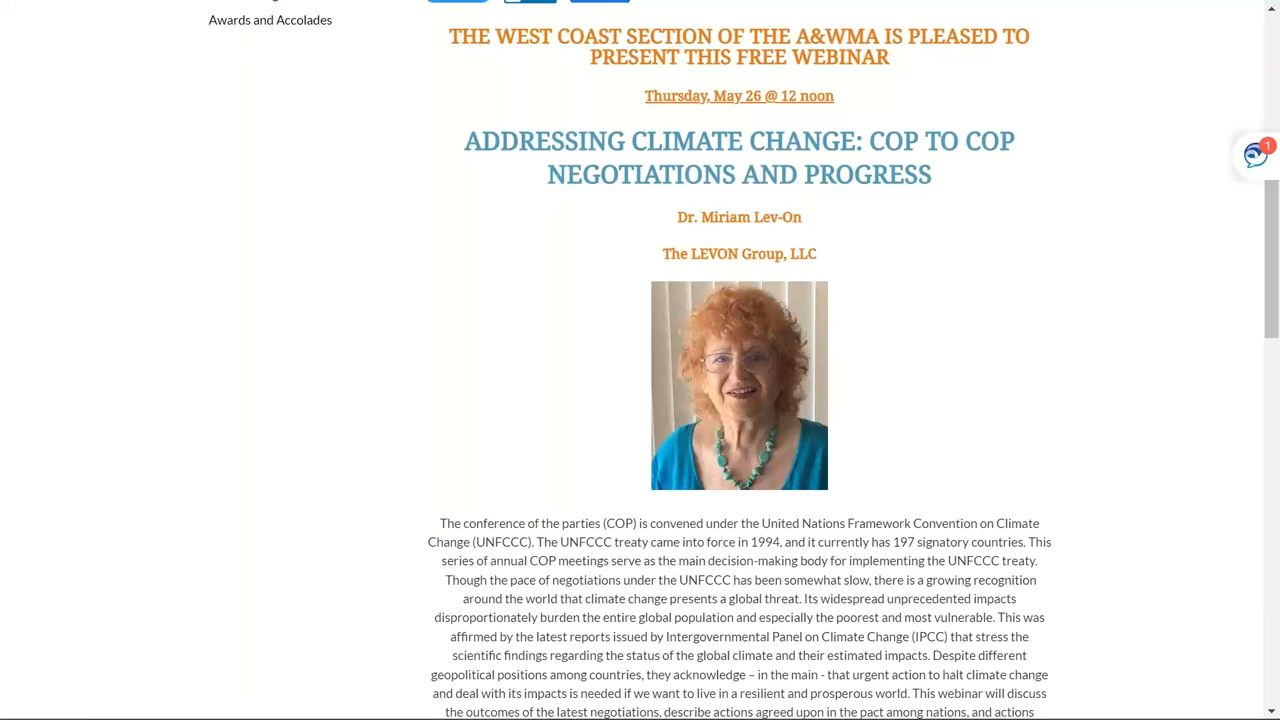 Awards and Accolades
THE WEST COAST SECTION OF THE A&WMA IS PLEASED TO
PRESENT THIS FREE WEBINAR
Thursday, May 26 @ 12 noon
ADDRESSING CLIMATE CHANGE: COP TO COP
NEGOTIATIONS AND PROGRESS
1
Dr. Miriam Lev-On
The LEVON Group, LLC
The conference of the parties (COP) is convened under the United Nations Framework Convention on Climate
Change (UNFCCC). The UNFCCC treaty came into force in 1994, and it currently has 197 signatory countries. This
series of annual COP meetings serve as the main decision-making body for implementing the UNFCCC treaty.
Though the pace of negotiations under the UNFCCC has been somewhat slow, there is a growing recognition
around the world that climate change presents a global threat. Its widespread unprecedented impacts
disproportionately burden the entire global population and especially the poorest and most vulnerable. This was
affirmed by the latest reports issued by Intergovernmental Panel on Climate Change (IPCC) that stress the
scientific findings regarding the status of the global climate and their estimated impacts. Despite different
geopolitical positions among countries, they acknowledge – in the main - that urgent action to halt climate change
and deal with its impacts is needed if we want to live in a resilient and prosperous world. This webinar will discuss
the outcomes of the latest negotiations, describe actions agreed upon in the pact among nations, and actions